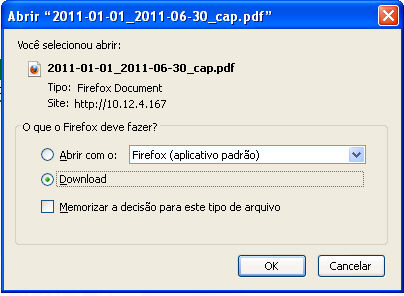 Abrir “2011-01-01_2011-06-30_cap.pdf”
Você selecionou abrir:
2011-01-01_2011-06-30_cap.pdf
Tipo: Firefox Document
Site: http://10.12.4.167
O que o Firefox deve fazer?
Abrir com o: Firefox (aplicativo padrão)
Download
Memorizar a decisão para este tipo de arquivo
OK Cancelar